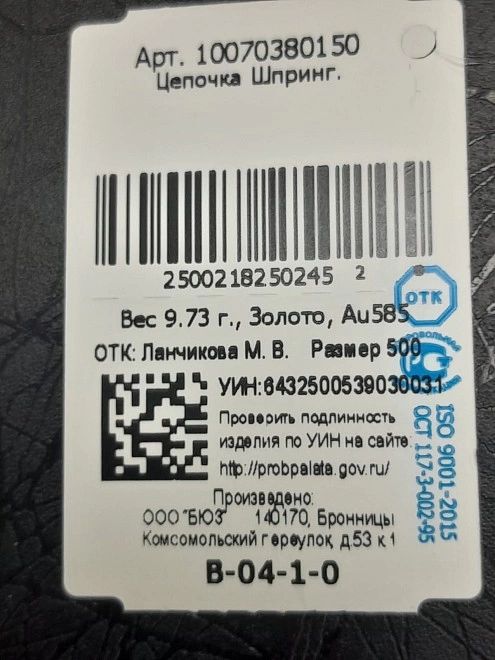 Арт. 10070380150
Цепочка Шпринг.
2500218250245 2
ОТК
Вес 9.73 г., Золото, Au585
ОТК: Ланчикова М. В. Размер 500
УИН:6432500539030031
Проверить подлинность
изделия по УИН на сайте:
http://probpalata.gov.ru/
Произведено:
ООО "БЮЗ" 140170, Бронницы
Комсомольский переулок, д.53 к 1
В-04-1-0
ISO 9001-2015
ОСТ 117-3-002-95